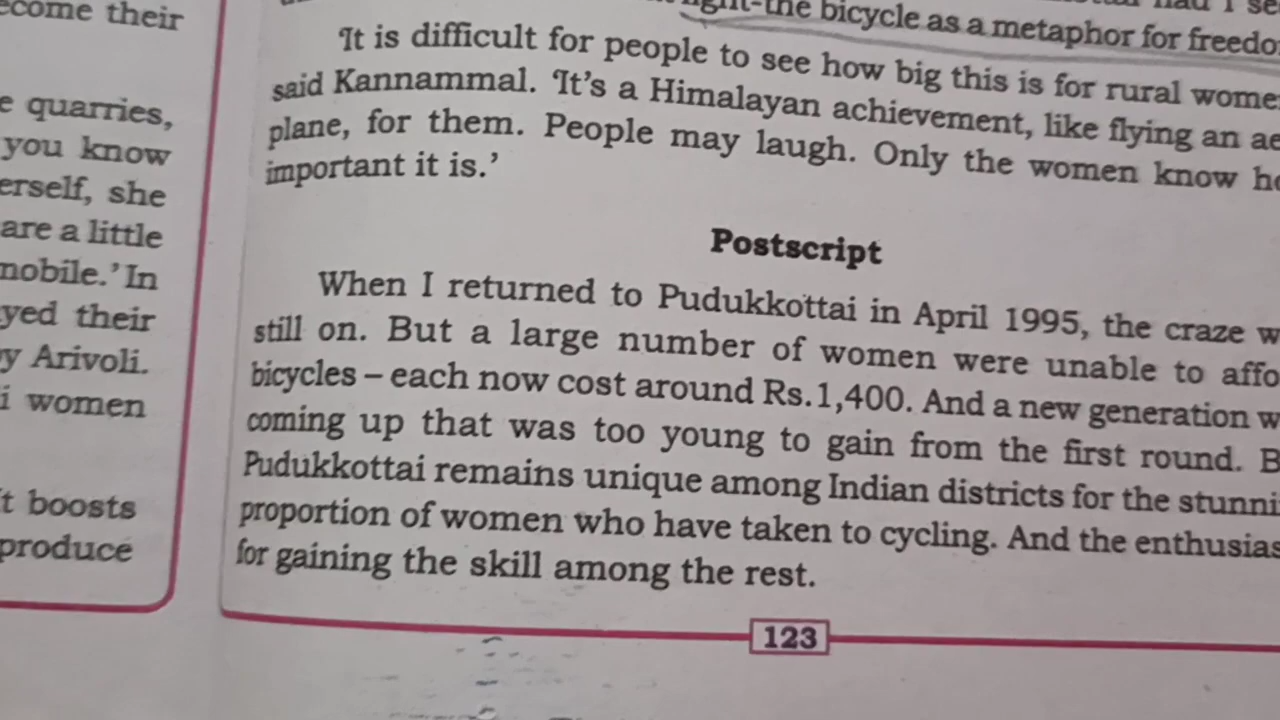 ecome their
e quarries,
you know
erself, she
are a little
mobile.' In
yed their
y Arivoli.
i women
t boosts
produce
the bicycle as a metaphor for freedo
'It is difficult for people to see how big this is for rural wome
said Kannammal. 'It's a Himalayan achievement, like flying an ae
plane, for them. People may laugh. Only the women know ho
important it is.'
Postscript
When I returned to Pudukkottai in April 1995, the craze w
still on. But a large number of women were unable to affo
bicycles – each now cost around Rs.1,400. And a new generation w
coming up that was too young to gain from the first round. B
Pudukkottai remains unique among Indian districts for the stunni
proportion of women who have taken to cycling. And the enthusias
for gaining the skill among the rest.
123